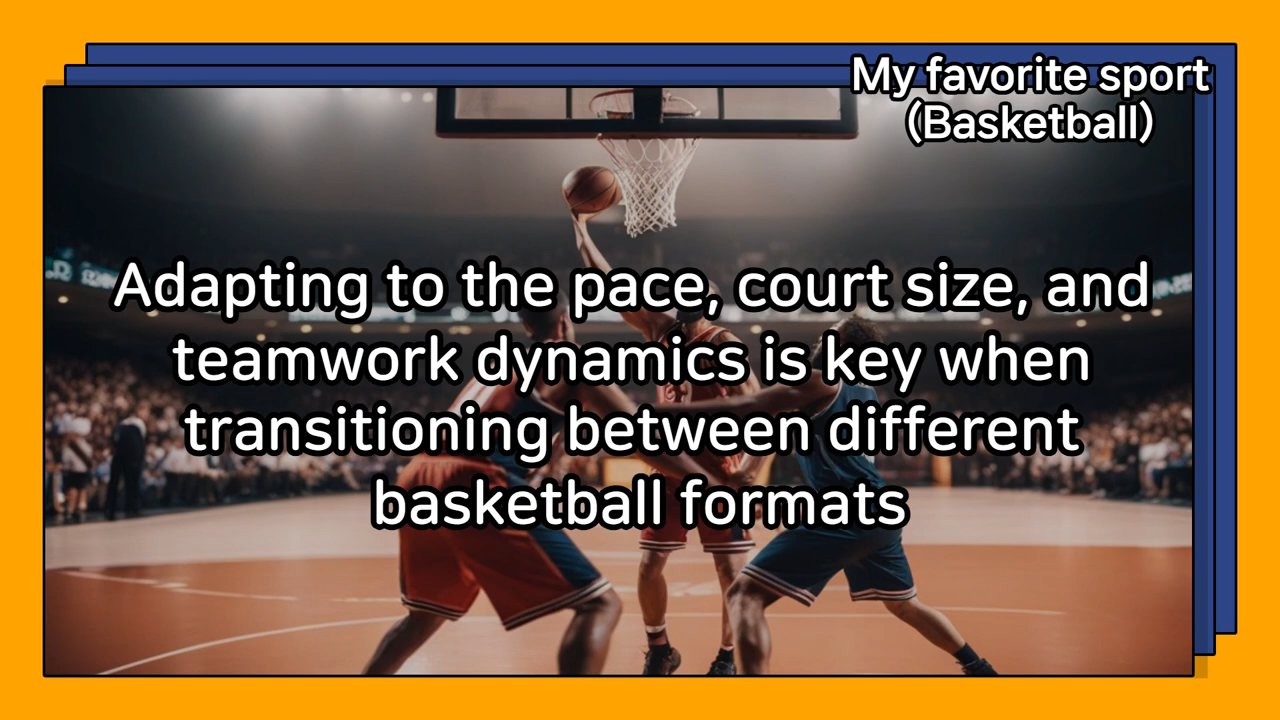 My favorite sport
(Basketball)
Adapting to the pace, court size, and
teamwork dynamics is key when
transitioning between different
basketball formats